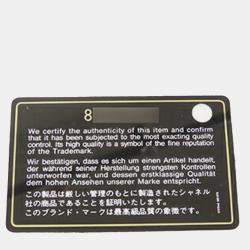 8
We certify the authenticity of this item and confirm
that it has been subjected to the most exacting quality
control. Its high quality is a symbol of the fine reputation
of the Trademark.
Wir bestätigen, dass es sich um einen Artikel handelt,
der während seiner Herstellung strengsten Kontrollen
unterworfen war, und dessen erstklassige Qualität
dem hohen Ansehen unserer Marke entspricht.
この製品は厳しい管理のもとに製造されたシャネル
社の商品であることを証明いたします。
このブランド・マークは最高級品質の象徴です。